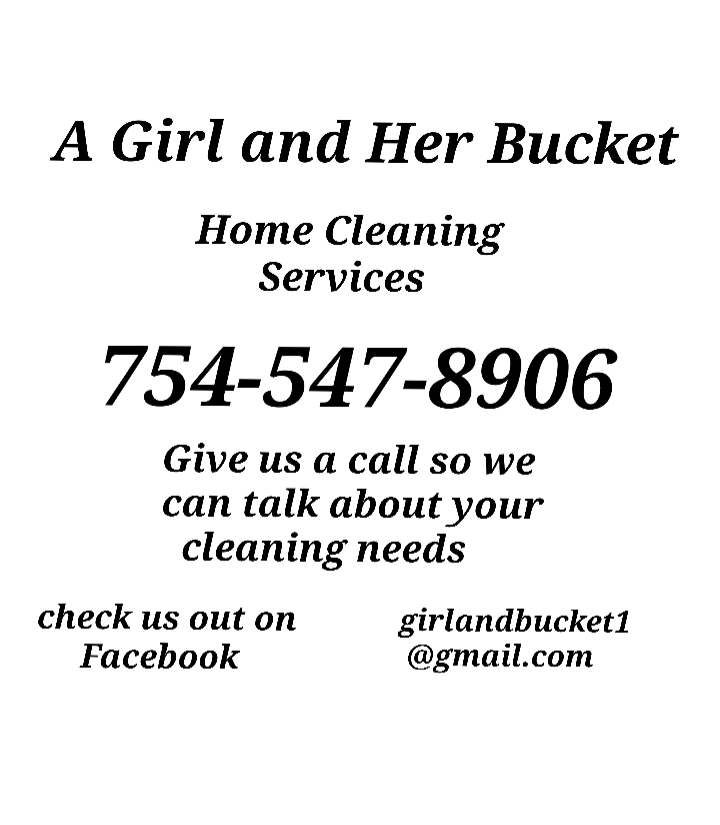 A Girl and Her Bucket
Home Cleaning
Services
754-547-8906
Give us a call so we
can talk about your
cleaning needs
check us out on
Facebook
girlandbucket1
@gmail.com